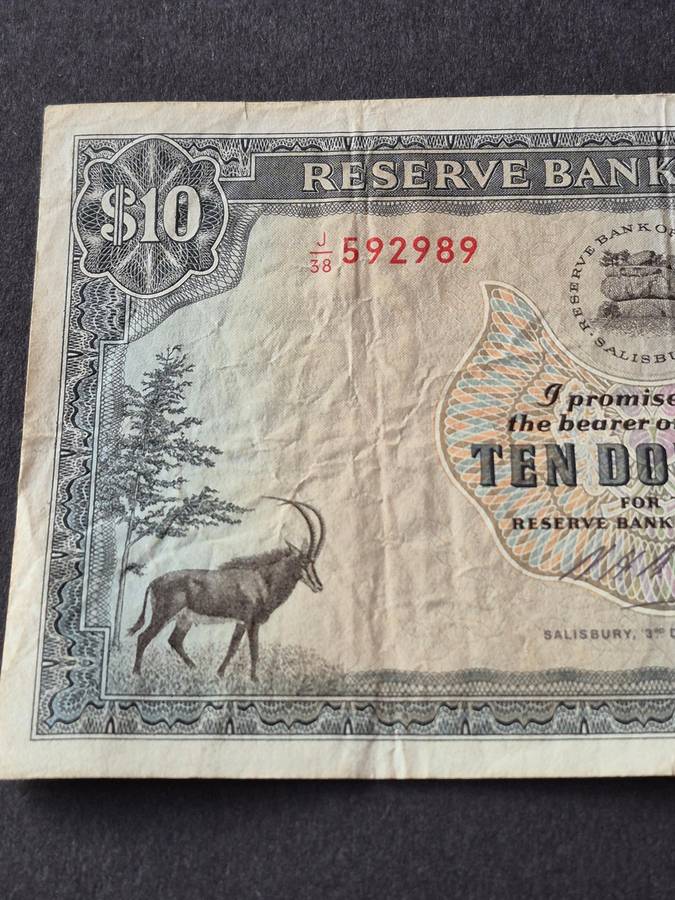 $10
RESERVE BANK
J/38 592989
RESERVE BANK OF
SALISBU
I promise
the bearer o
TEN DO
FOR
RESERVE BANK
SALISBURY, 3RD D